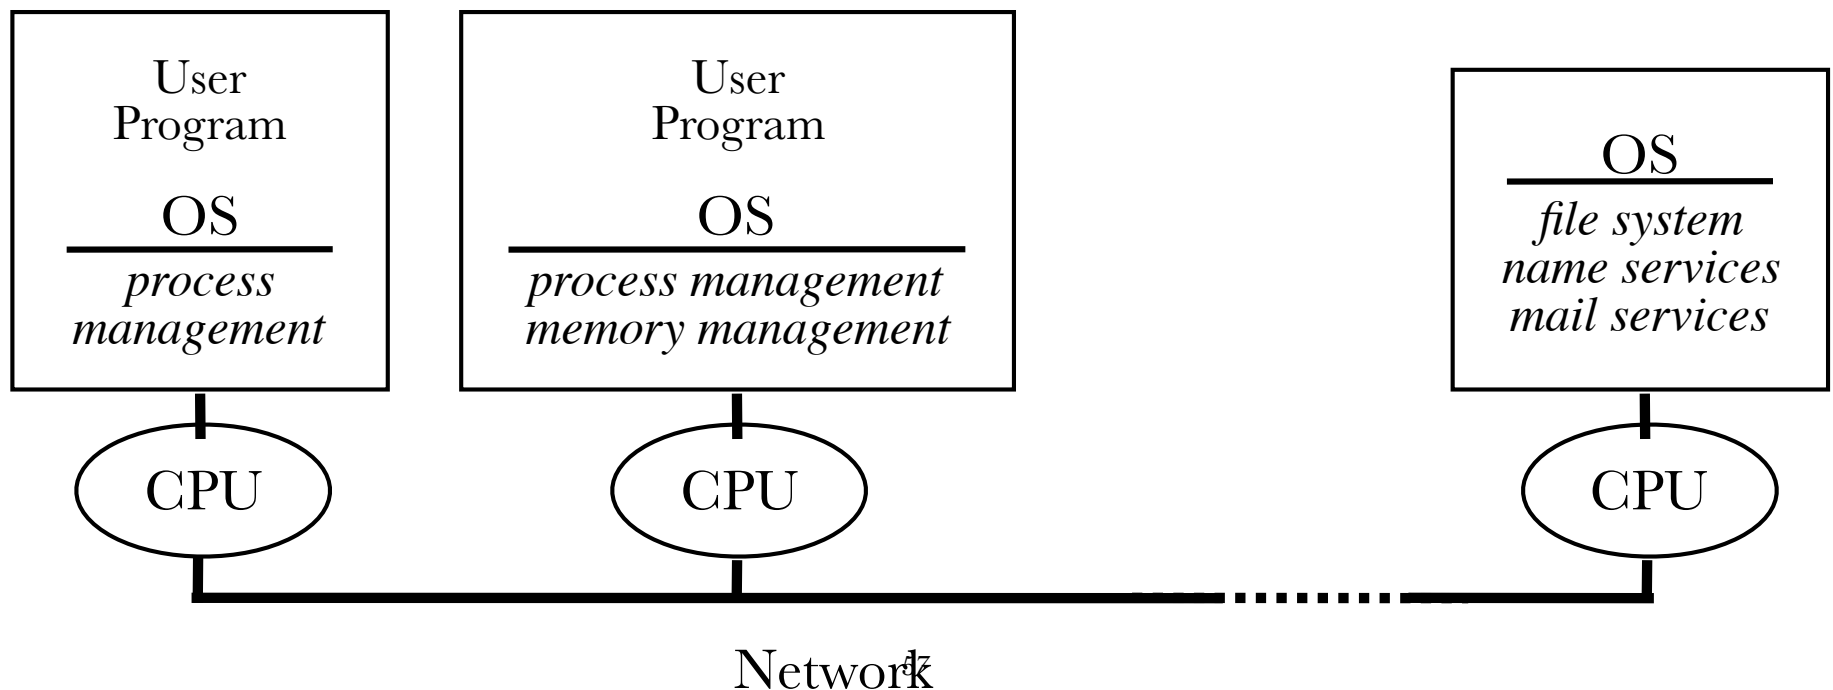 User
Program
OS
process
management
CPU
User
Program
OS
process management
memory management
CPU
OS
file system
name services
mail services
CPU
Network
57